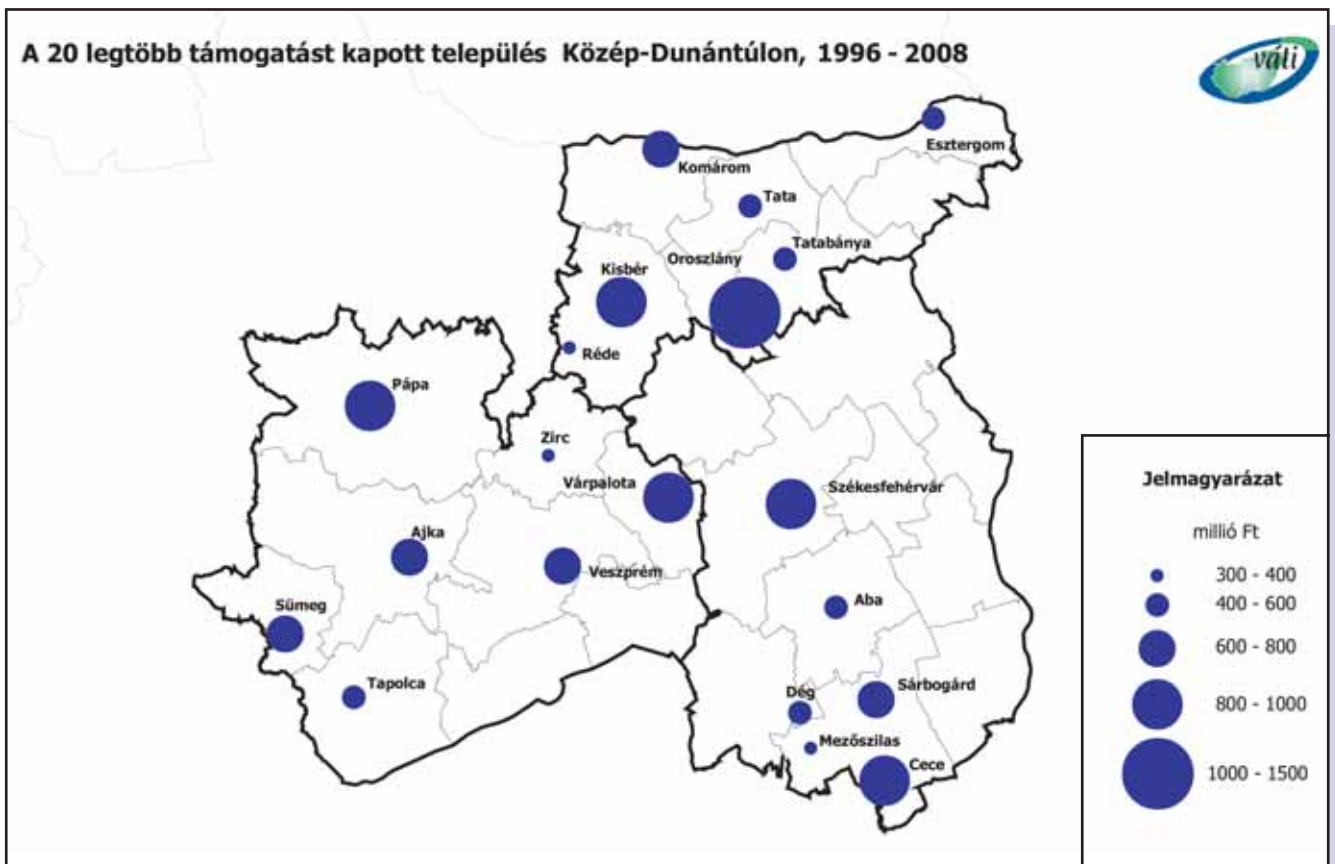 A 20 legtöbb támogatást kapott település Közép-Dunántúlon, 1996 - 2008
váti
Esztergom
Komárom
Tata
Tatabánya
Oroszlány
Kisbér
Réde
Pápa
Zirc
Várpalota
Székesfehérvár
Ajka
Veszprém
Sümeg
Aba
Tapolca
Sárbogárd
Dég
Mezőszilas
Cece
Jelmagyarázat
millió Ft
300 - 400
400 - 600
600 - 800
800 - 1000
1000 - 1500